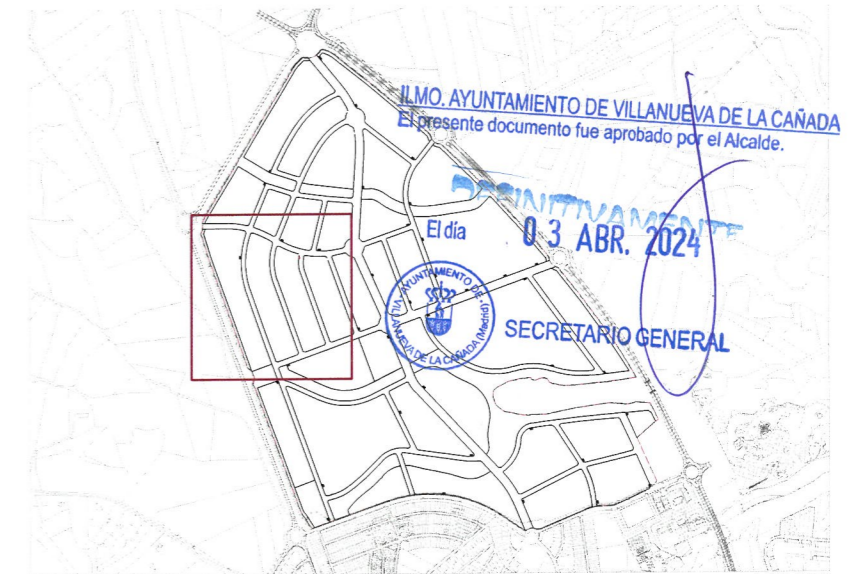 ILMO. AYUNTAMIENTO DE VILLANUEVA DE LA CAÑADA
El presente documento fue aprobado por el Alcalde.
DEFINITIVAMENTE
El día
03 ABR. 2024
AYUNTAMIENTO DE
VILLANUEVA DE LA CAÑADA (Madrid)
SECRETARIO GENERAL